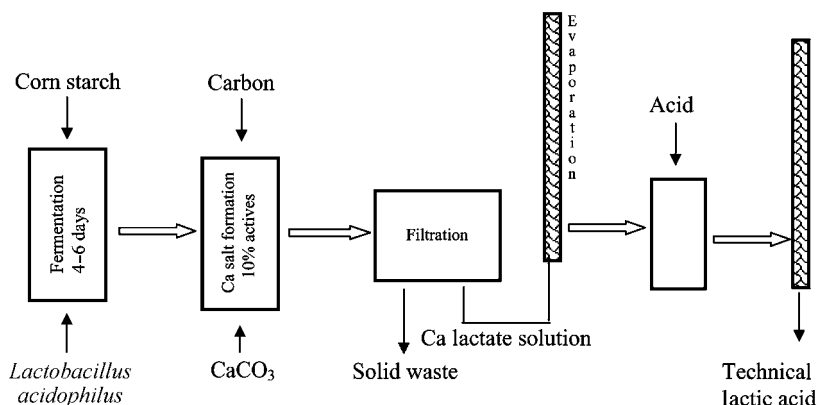 Corn starch
Fermentation
4–6 days
Lactobacillus
acidophilus
Carbon
Ca salt formation
10% actives
CaCO₃
Filtration
Solid waste
Ca lactate solution
Evaporation
Acid
Technical
lactic acid